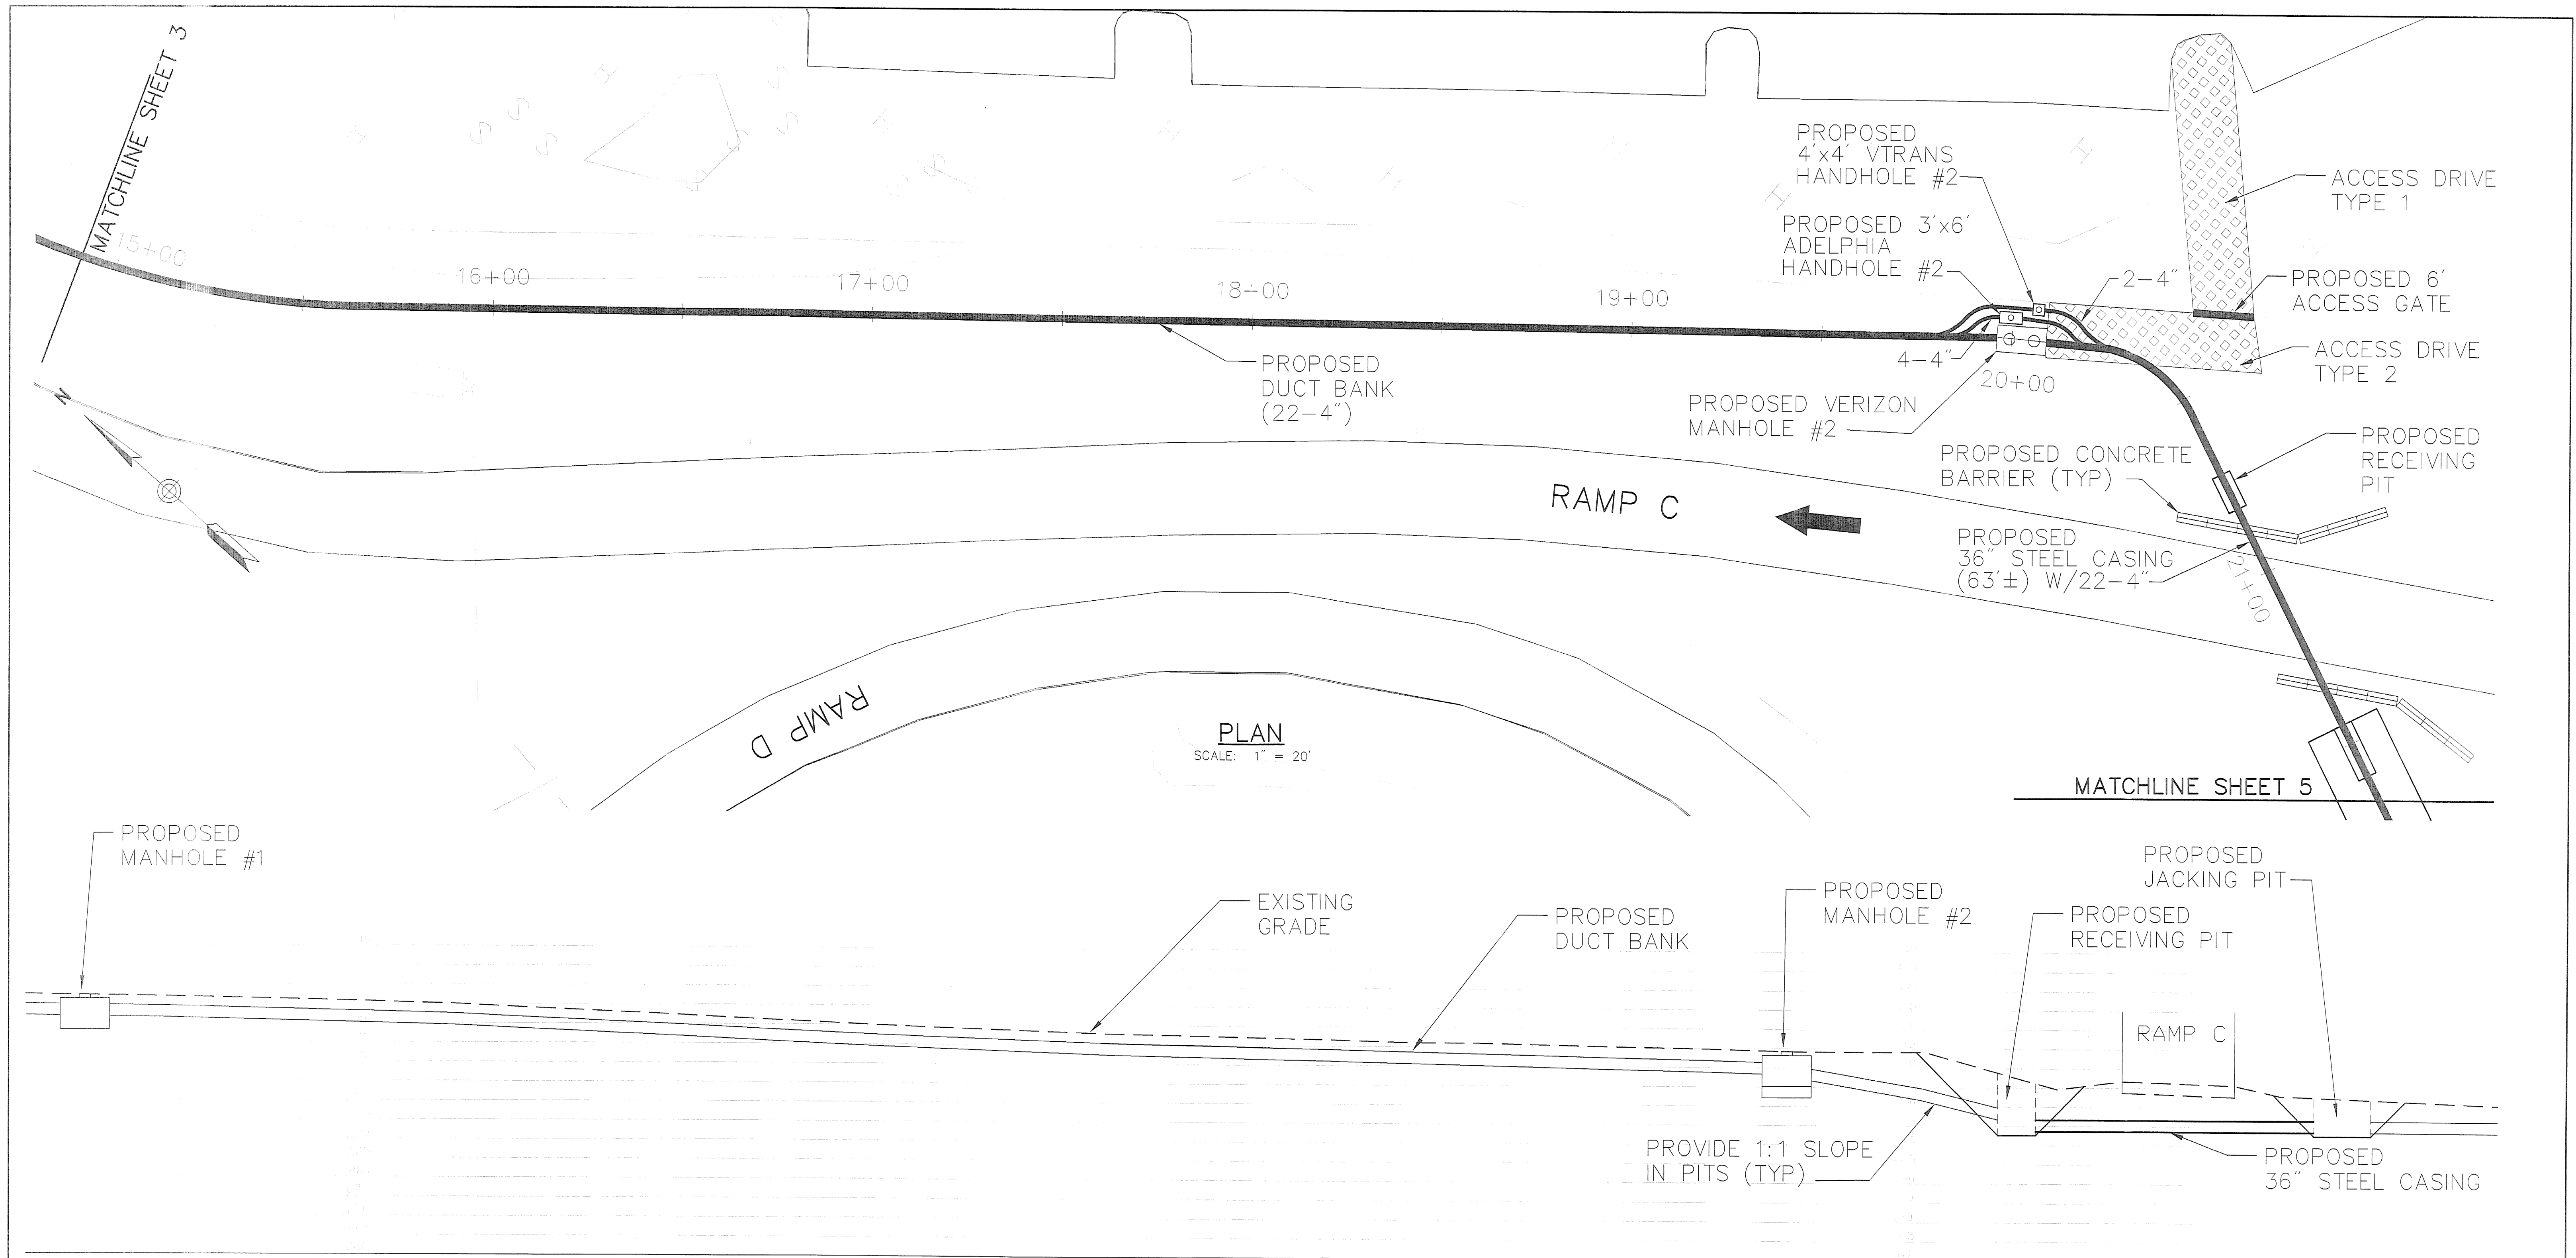 MATCHLINE SHEET 3
15+00
16+00
17+00
18+00
19+00
20+00
21+00
PROPOSED
4'x4' VTRANS
HANDHOLE #2
PROPOSED 3'x6'
ADELPHIA
HANDHOLE #2
2-4"
4-4"
ACCESS DRIVE
TYPE 1
PROPOSED 6'
ACCESS GATE
ACCESS DRIVE
TYPE 2
PROPOSED
DUCT BANK
(22-4")
PROPOSED VERIZON
MANHOLE #2
PROPOSED CONCRETE
BARRIER (TYP)
PROPOSED
RECEIVING
PIT
N
RAMP C
PROPOSED
36" STEEL CASING
(63'±) W/22-4"
RAMP D
PLAN
SCALE: 1" = 20'
MATCHLINE SHEET 5
PROPOSED
MANHOLE #1
EXISTING
GRADE
PROPOSED
DUCT BANK
PROPOSED
MANHOLE #2
PROPOSED
RECEIVING PIT
PROPOSED
JACKING PIT
RAMP C
PROVIDE 1:1 SLOPE
IN PITS (TYP)
PROPOSED
36" STEEL CASING